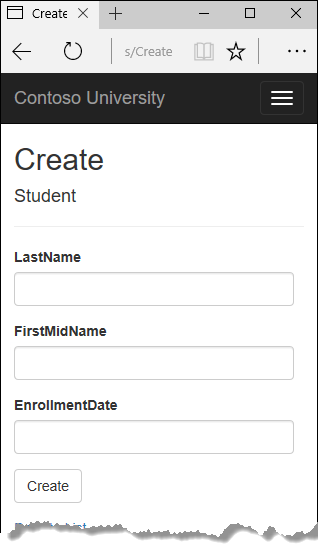 Create
s/Create
Contoso University
Create
Student
LastName
FirstMidName
EnrollmentDate
Create